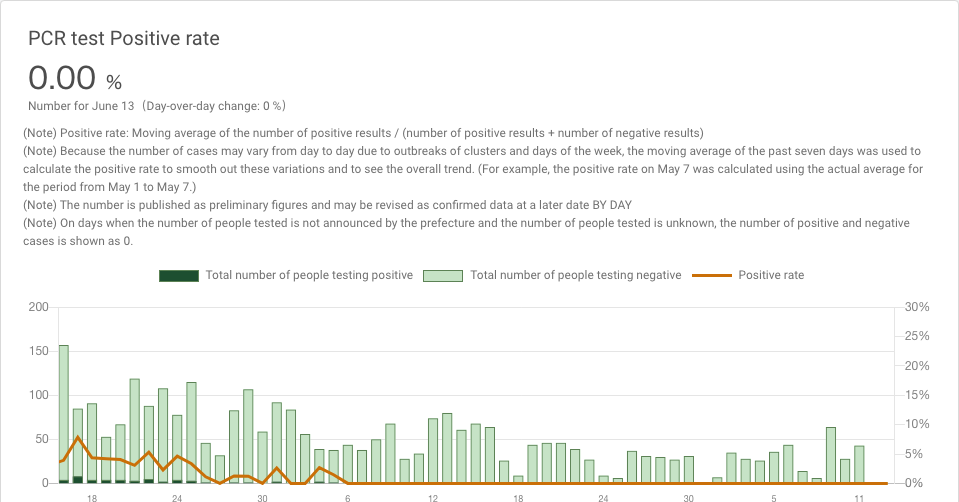 PCR test Positive rate
0.00 %
Number for June 13 (Day-over-day change: 0 %)
(Note) Positive rate: Moving average of the number of positive results / (number of positive results + number of negative results)
(Note) Because the number of cases may vary from day to day due to outbreaks of clusters and days of the week, the moving average of the past seven days was used to
calculate the positive rate to smooth out these variations and to see the overall trend. (For example, the positive rate on May 7 was calculated using the actual average for
the period from May 1 to May 7.)
(Note) The number is published as preliminary figures and may be revised as confirmed data at a later date BY DAY
(Note) On days when the number of people tested is not announced by the prefecture and the number of people tested is unknown, the number of positive and negative
cases is shown as 0.
Total number of people testing positive Total number of people testing negative Positive rate
200 30%
25%
150 20%
100 15%
10%
50 5%
0 0%
18 24 30 6 12 18 24 30 5 11